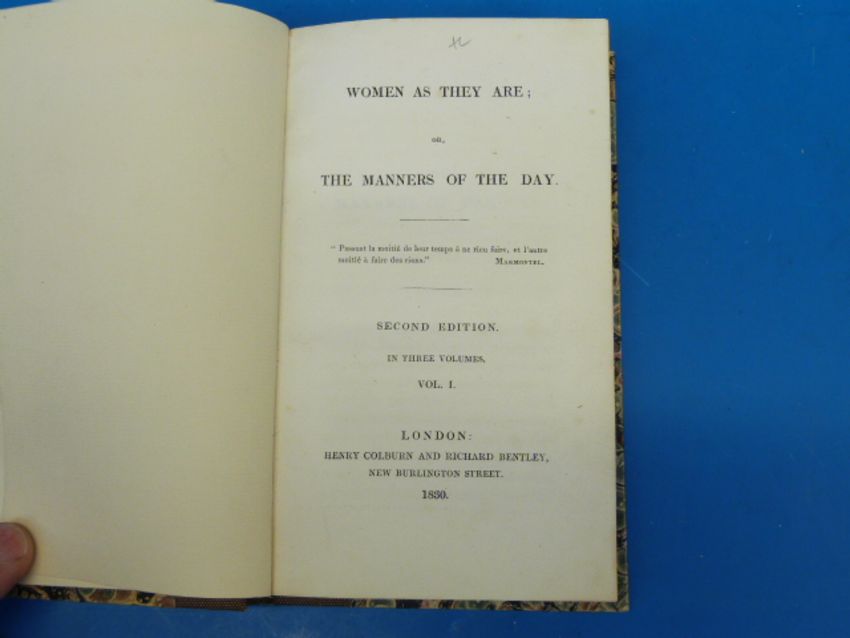 WOMEN AS THEY ARE;
OR,
THE MANNERS OF THE DAY.
" Passent la moitié de leur temps à ne rien faire, et l'autre
moitié à faire des riens."   MARMONTEL.
SECOND EDITION.
IN THREE VOLUMES.
VOL. I.
LONDON:
HENRY COLBURN AND RICHARD BENTLEY,
NEW BURLINGTON STREET.
1830.